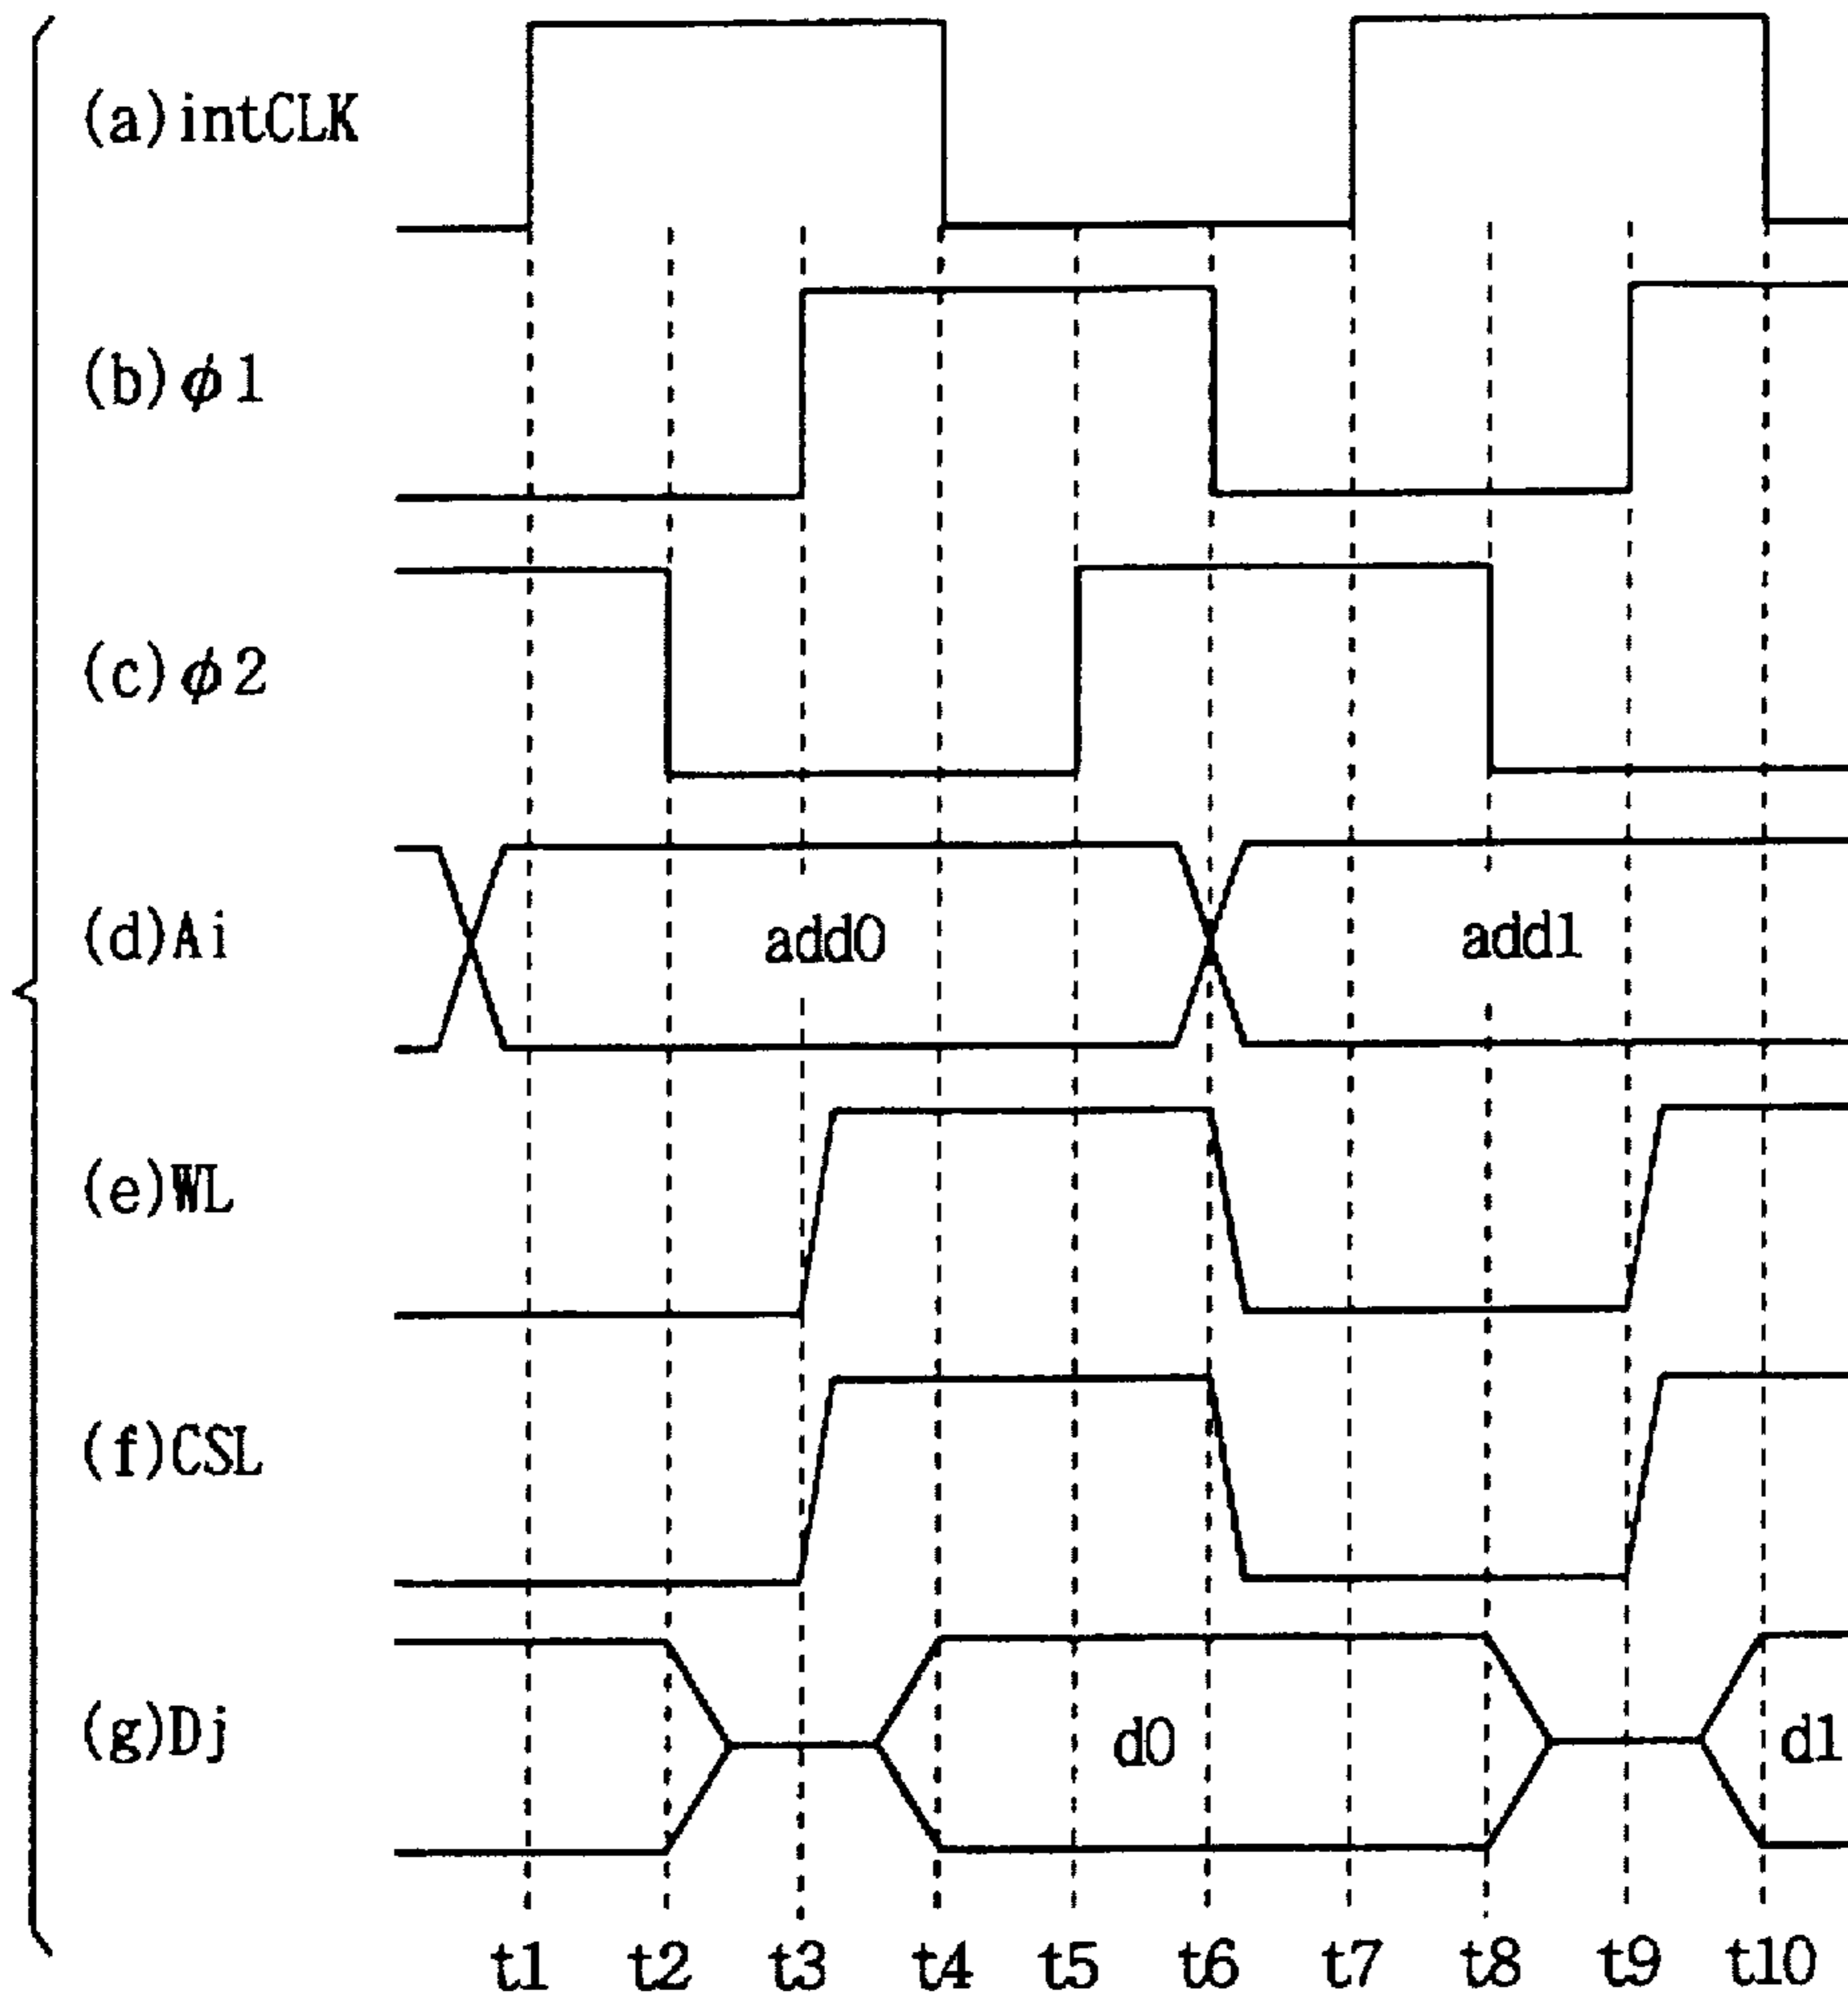 (a)intCLK
(b)φ1
(c)φ2
(d)Ai
add0
add1
(e)WL
(f)CSL
(g)Dj
d0
d1
t1 t2 t3 t4 t5 t6 t7 t8 t9 t10